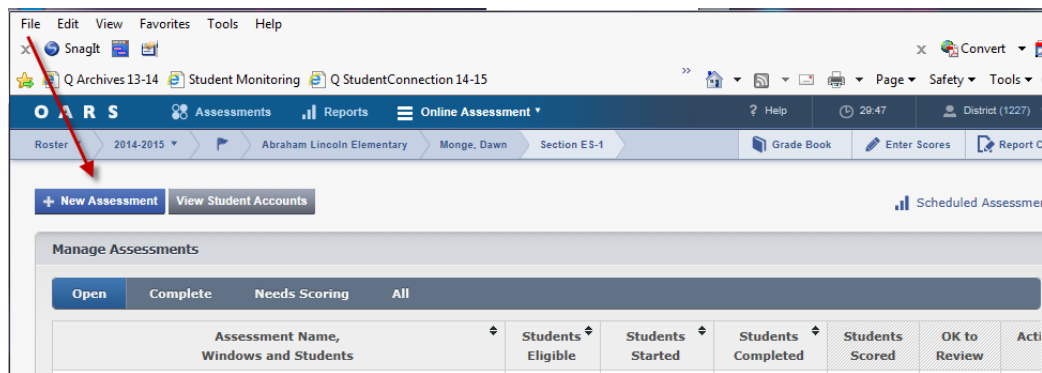 File Edit View Favorites Tools Help
x SnagIt x Convert
Q Archives 13-14 Q Student Monitoring Q StudentConnection 14-15 » Page Safety Tools
OARS Assessments Reports Online Assessment ? Help 29:47 District (1227)
Roster 2014-2015 Abraham Lincoln Elementary Monge, Dawn Section ES-1 Grade Book Enter Scores Report C
+ New Assessment View Student Accounts Scheduled Assessmen
Manage Assessments
Open Complete Needs Scoring All
Assessment Name, Students Students Students Students OK to Acti
Windows and Students Eligible Started Completed Scored Review